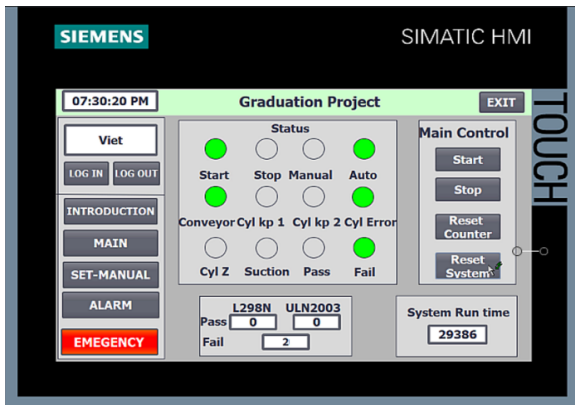 SIEMENS
SIMATIC HMI
TOUCH
07:30:20 PM
Graduation Project
EXIT
Viet
LOG IN
LOG OUT
INTRODUCTION
MAIN
SET-MANUAL
ALARM
EMEGENCY
Status
Start Stop Manual Auto
Conveyor Cyl kp 1 Cyl kp 2 Cyl Error
Cyl Z Suction Pass Fail
L298N ULN2003
Pass 0 0
Fail 2
Main Control
Start
Stop
Reset
Counter
Reset
System
System Run time
29386